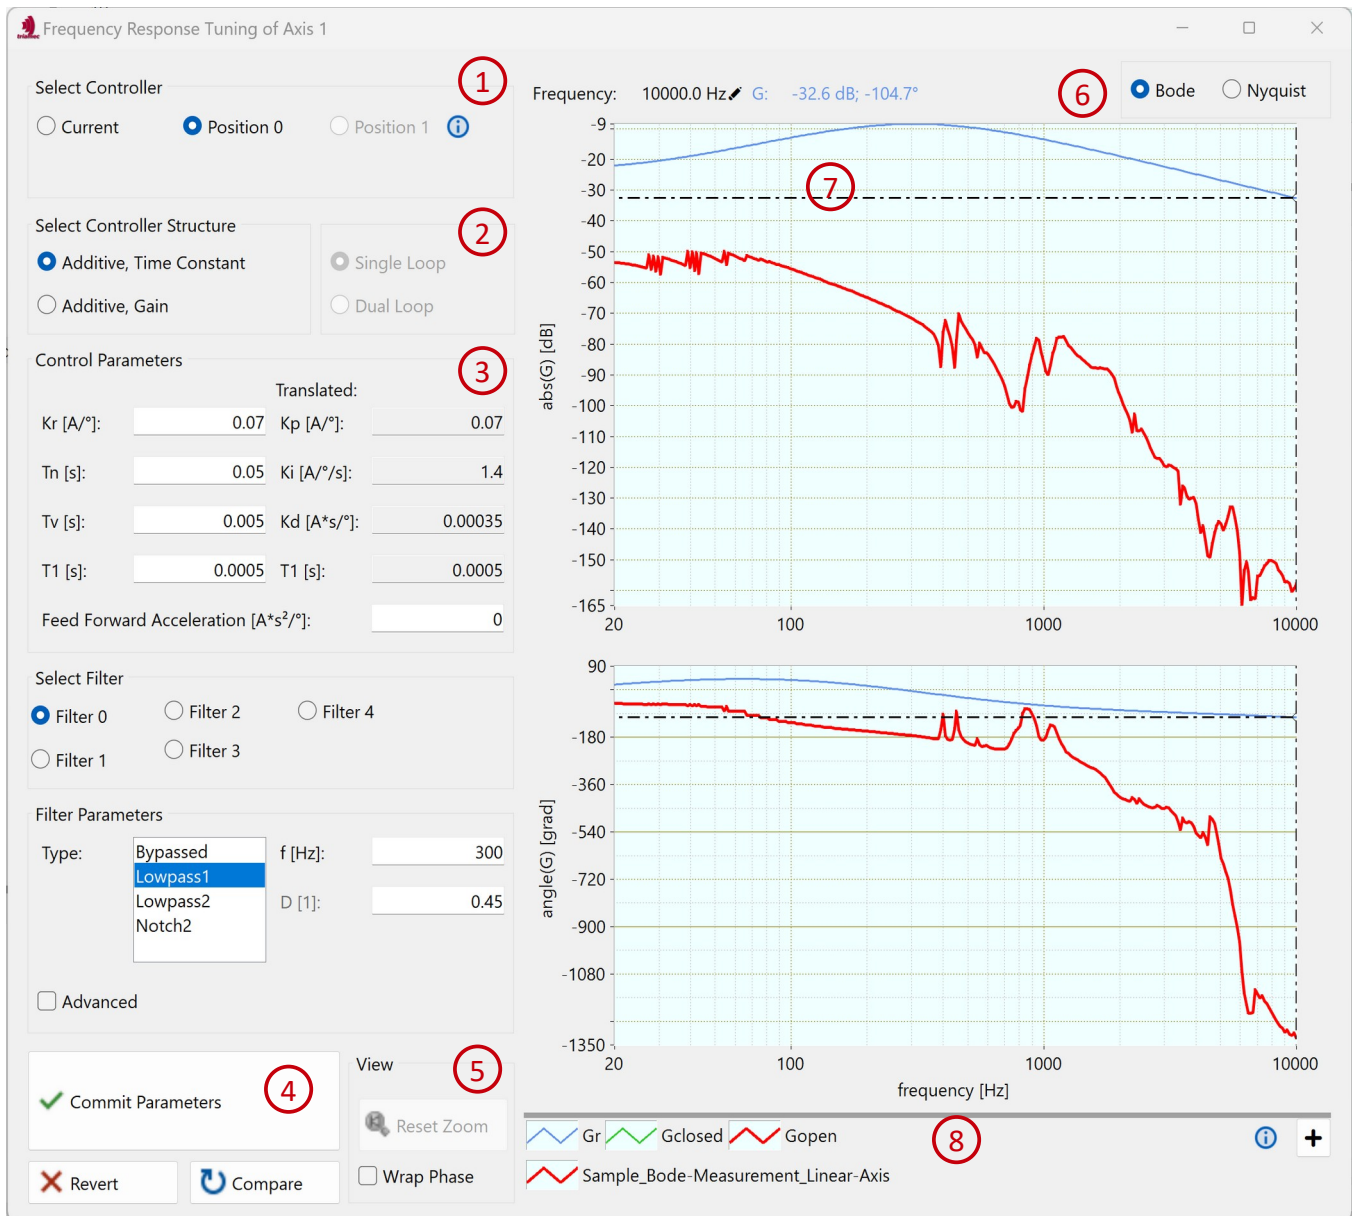 Frequency Response Tuning of Axis 1
Select Controller
1
Current
Position 0
Position 1
Select Controller Structure
2
Additive, Time Constant
Single Loop
Additive, Gain
Dual Loop
Control Parameters
3
Translated:
Kr [A/°]: 0.07 Kp [A/°]: 0.07
Tn [s]: 0.05 Ki [A/°/s]: 1.4
Tv [s]: 0.005 Kd [A*s/°]: 0.00035
T1 [s]: 0.0005 T1 [s]: 0.0005
Feed Forward Acceleration [A*s²/°]: 0
Select Filter
Filter 0 Filter 2 Filter 4
Filter 1 Filter 3
Filter Parameters
Type:
Bypassed
Lowpass1
Lowpass2
Notch2
f [Hz]: 300
D [1]: 0.45
Advanced
Commit Parameters
4
Revert
Compare
View
5
Reset Zoom
Wrap Phase
Frequency: 10000.0 Hz G: -32.6 dB; -104.7°
6
Bode Nyquist
7
abs(G) [dB]
-9
-20
-30
-40
-50
-60
-70
-80
-90
-100
-110
-120
-130
-140
-150
-165
20 100 1000 10000
angle(G) [grad]
90
-180
-360
-540
-720
-900
-1080
-1350
20 100 1000 10000
frequency [Hz]
Gr Gclosed Gopen
8
Sample_Bode-Measurement_Linear-Axis